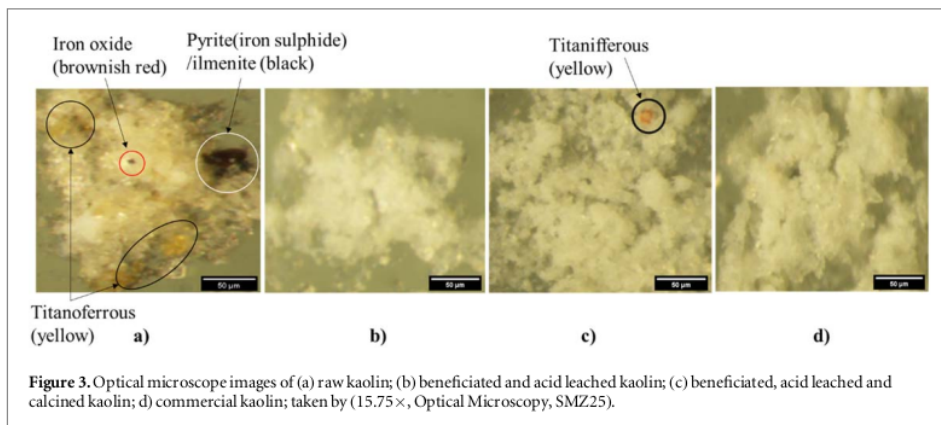 Iron oxide
(brownish red)
Pyrite(iron sulphide)
/ilmenite (black)
Titanifferous
(yellow)
50 µm
50 µm
50 µm
50 µm
Titanoferrous
(yellow)
a)
b)
c)
d)
Figure 3. Optical microscope images of (a) raw kaolin; (b) beneficiated and acid leached kaolin; (c) beneficiated, acid leached and
calcined kaolin; d) commercial kaolin; taken by (15.75×, Optical Microscopy, SMZ25).